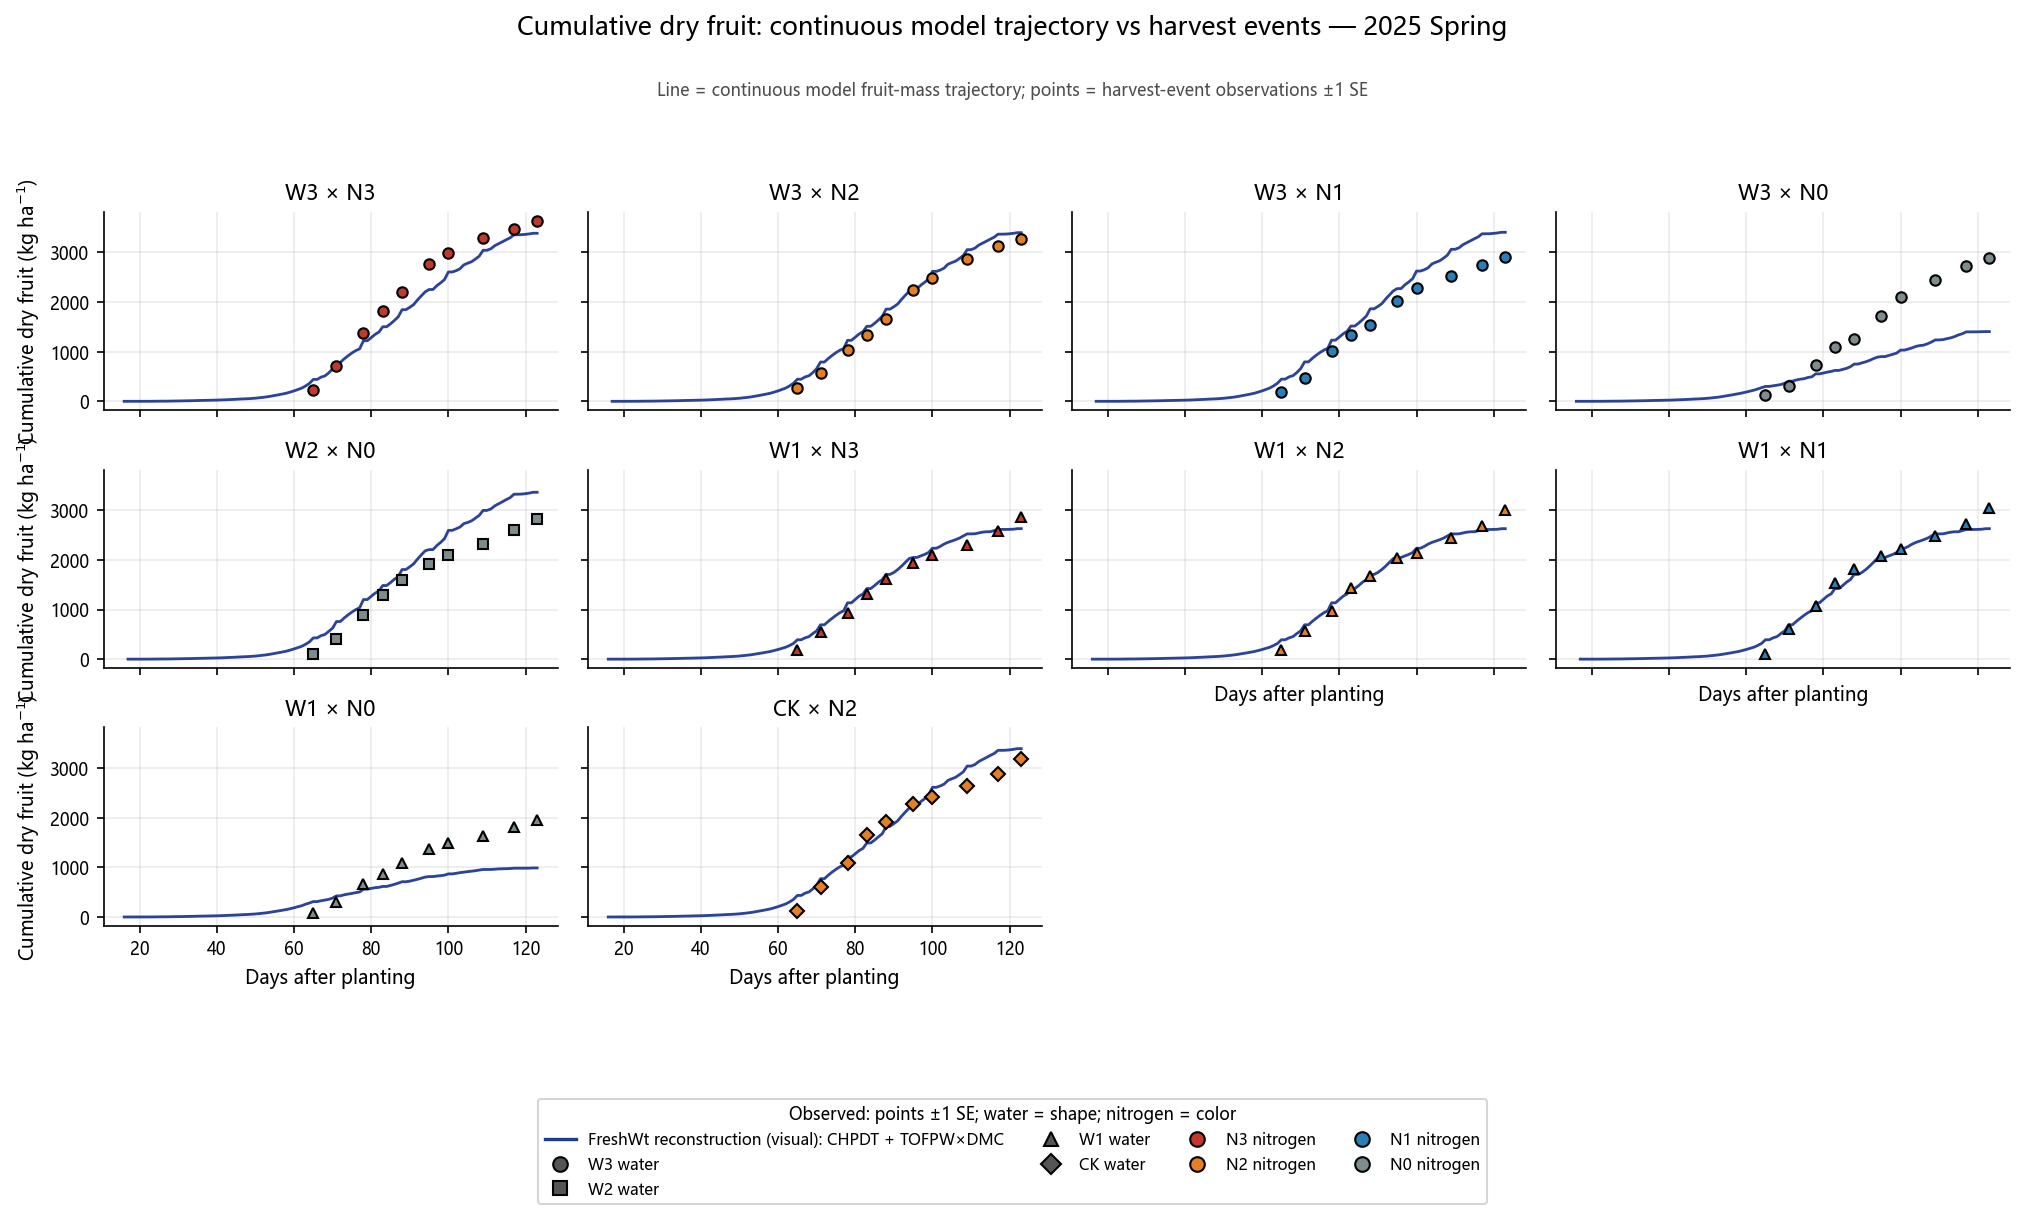 Cumulative dry fruit: continuous model trajectory vs harvest events — 2025 Spring
Line = continuous model fruit-mass trajectory; points = harvest-event observations ±1 SE
W3 × N3
W3 × N2
W3 × N1
W3 × N0
Cumulative dry fruit (kg ha⁻¹)
3000
2000
1000
0
W2 × N0
W1 × N3
W1 × N2
W1 × N1
Cumulative dry fruit (kg ha⁻¹)
3000
2000
1000
0
Days after planting
Days after planting
W1 × N0
CK × N2
Cumulative dry fruit (kg ha⁻¹)
3000
2000
1000
0
20 40 60 80 100 120
20 40 60 80 100 120
Days after planting
Days after planting
Observed: points ±1 SE; water = shape; nitrogen = color
FreshWt reconstruction (visual): CHPDT + TOFPW×DMC
W3 water
W2 water
W1 water
CK water
N3 nitrogen
N2 nitrogen
N1 nitrogen
N0 nitrogen